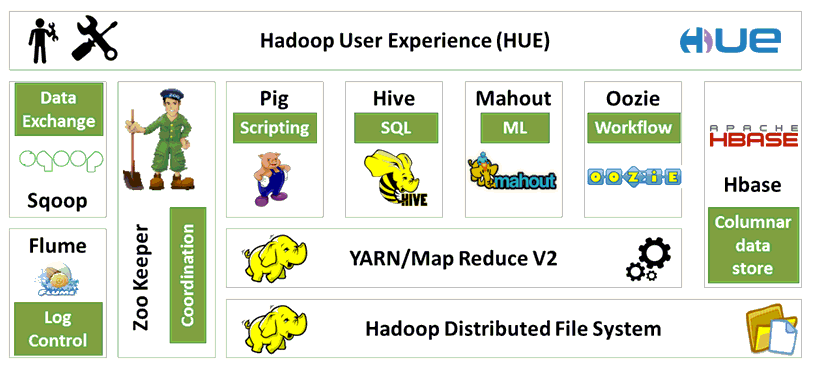 Hadoop User Experience (HUE)
HUE
Data
Exchange
sqoop
Sqoop
Flume
Flume
Log
Control
Zoo Keeper
Coordination
Pig
Scripting
Hive
SQL
HIVE
Mahout
ML
mahout
Oozie
Workflow
OOZIE
APACHE
HBASE
Hbase
Columnar
data
store
YARN/Map Reduce V2
Hadoop Distributed File System